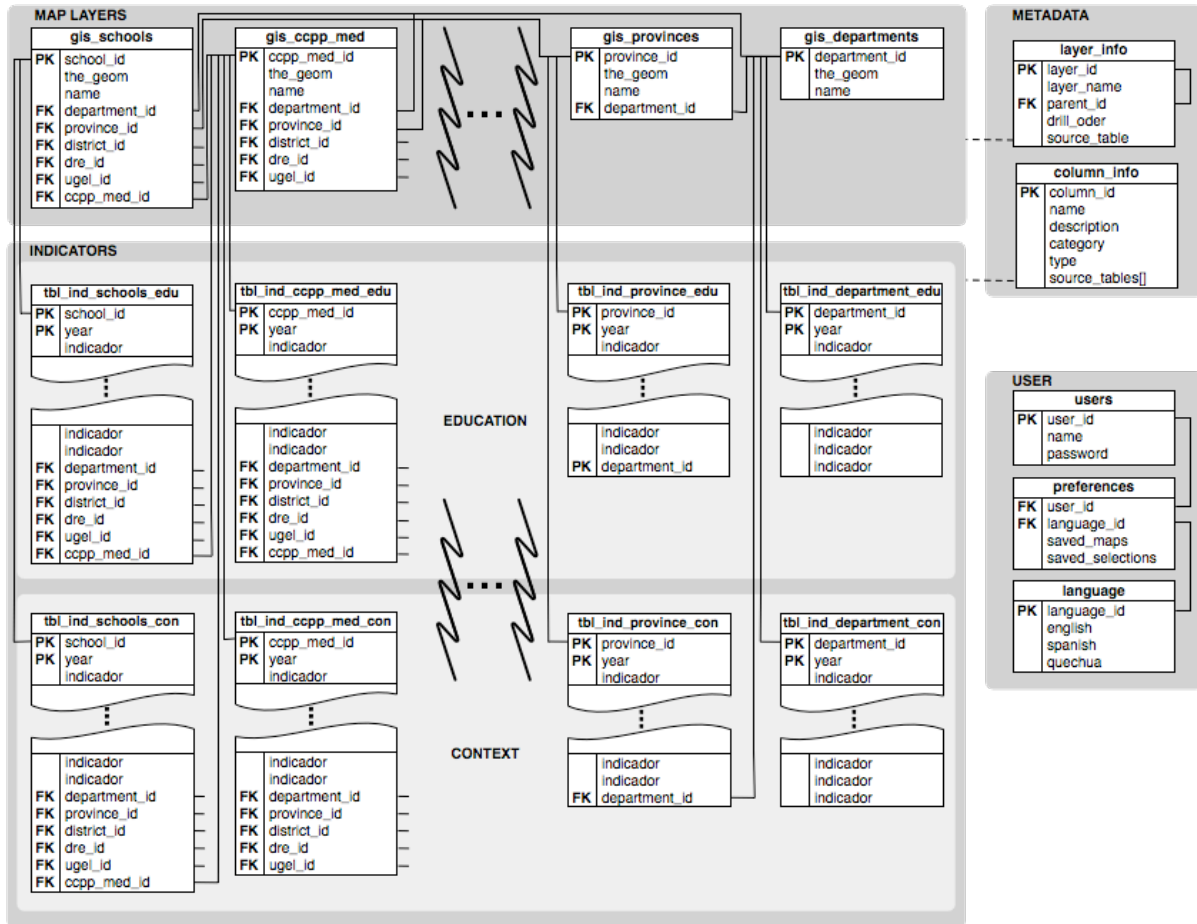 MAP LAYERS
gis_schools
PK school_id
the_geom
name
FK department_id
FK province_id
FK district_id
FK dre_id
FK ugel_id
FK ccpp_med_id
gis_ccpp_med
PK ccpp_med_id
the_geom
name
FK department_id
FK province_id
FK district_id
FK dre_id
FK ugel_id
...
gis_provinces
PK province_id
the_geom
name
FK department_id
gis_departments
PK department_id
the_geom
name
METADATA
layer_info
PK layer_id
layer_name
FK parent_id
drill_oder
source_table
column_info
PK column_id
name
description
category
type
source_tables[]
INDICATORS
tbl_ind_schools_edu
PK school_id
PK year
indicador
indicador
indicador
FK department_id
FK province_id
FK district_id
FK dre_id
FK ugel_id
FK ccpp_med_id
tbl_ind_ccpp_med_edu
PK ccpp_med_id
PK year
indicador
indicador
indicador
FK department_id
FK province_id
FK district_id
FK dre_id
FK ugel_id
FK ccpp_med_id
EDUCATION
...
tbl_ind_province_edu
PK province_id
PK year
indicador
indicador
indicador
PK department_id
tbl_ind_department_edu
PK department_id
PK year
indicador
indicador
indicador
indicador
USER
users
PK user_id
name
password
preferences
FK user_id
FK language_id
saved_maps
saved_selections
language
PK language_id
english
spanish
quechua
tbl_ind_schools_con
PK school_id
PK year
indicador
indicador
indicador
FK department_id
FK province_id
FK district_id
FK dre_id
FK ugel_id
FK ccpp_med_id
tbl_ind_ccpp_med_con
PK ccpp_med_id
PK year
indicador
indicador
indicador
FK department_id
FK province_id
FK district_id
FK dre_id
FK ugel_id
CONTEXT
tbl_ind_province_con
PK province_id
PK year
indicador
indicador
indicador
FK department_id
tbl_ind_department_con
PK department_id
PK year
indicador
indicador
indicador
indicador